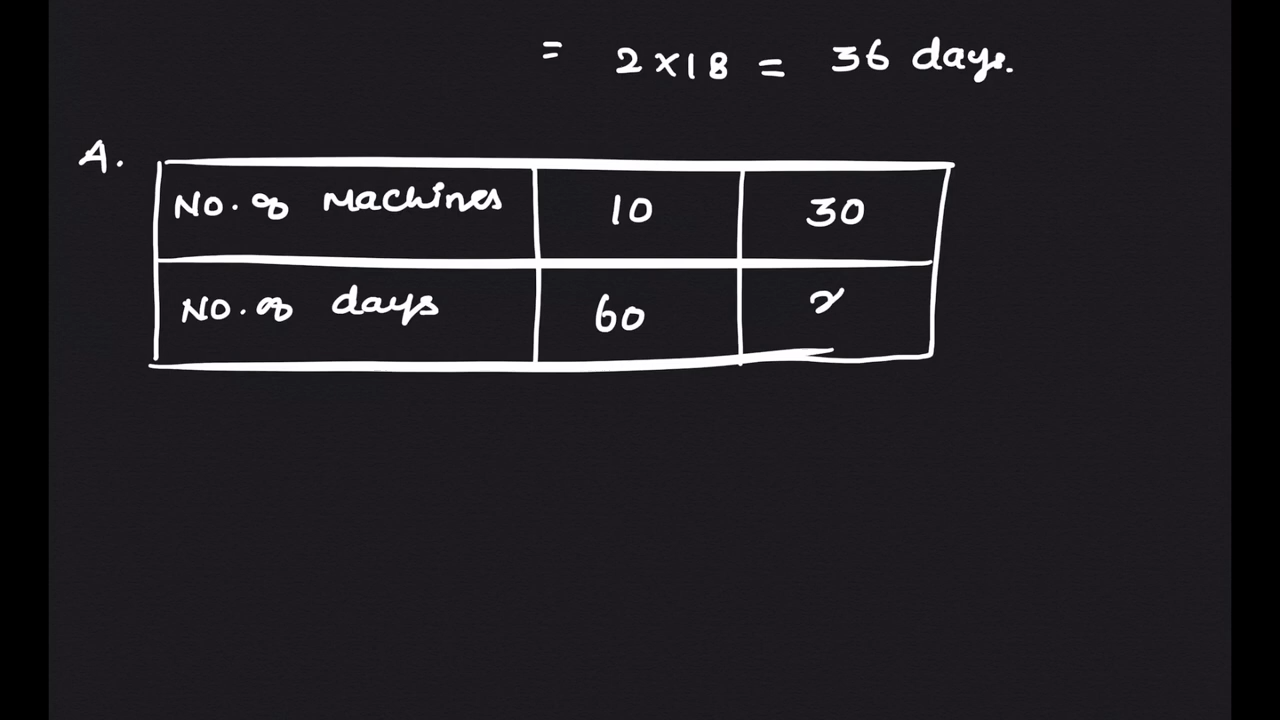 = 2 × 18 = 36 days.
A.
No. of Machines 10 30
No. of days 60 x